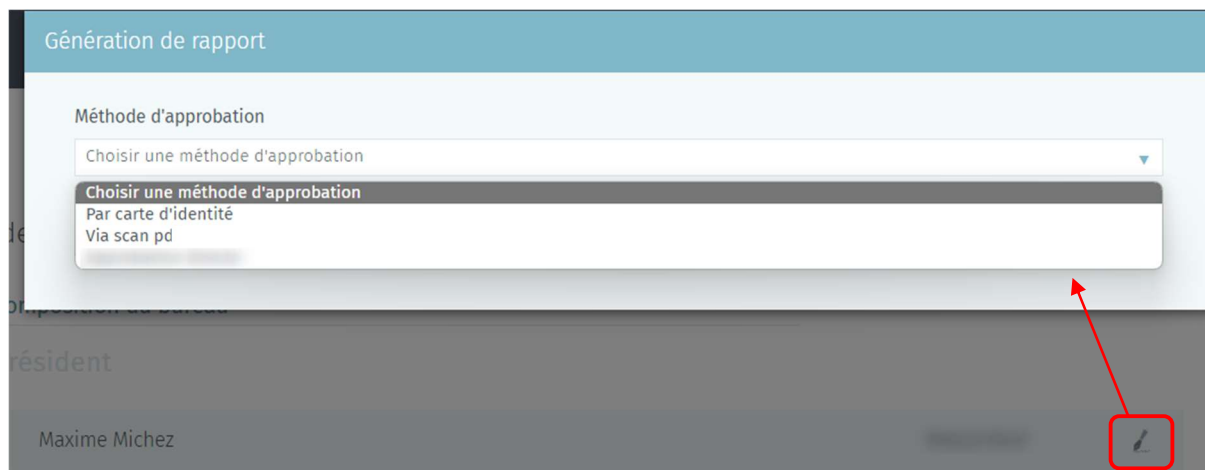 Génération de rapport
Méthode d'approbation
Choisir une méthode d'approbation
Choisir une méthode d'approbation
Par carte d'identité
Via scan pd
de
omposition du bureau
résident
Maxime Michez